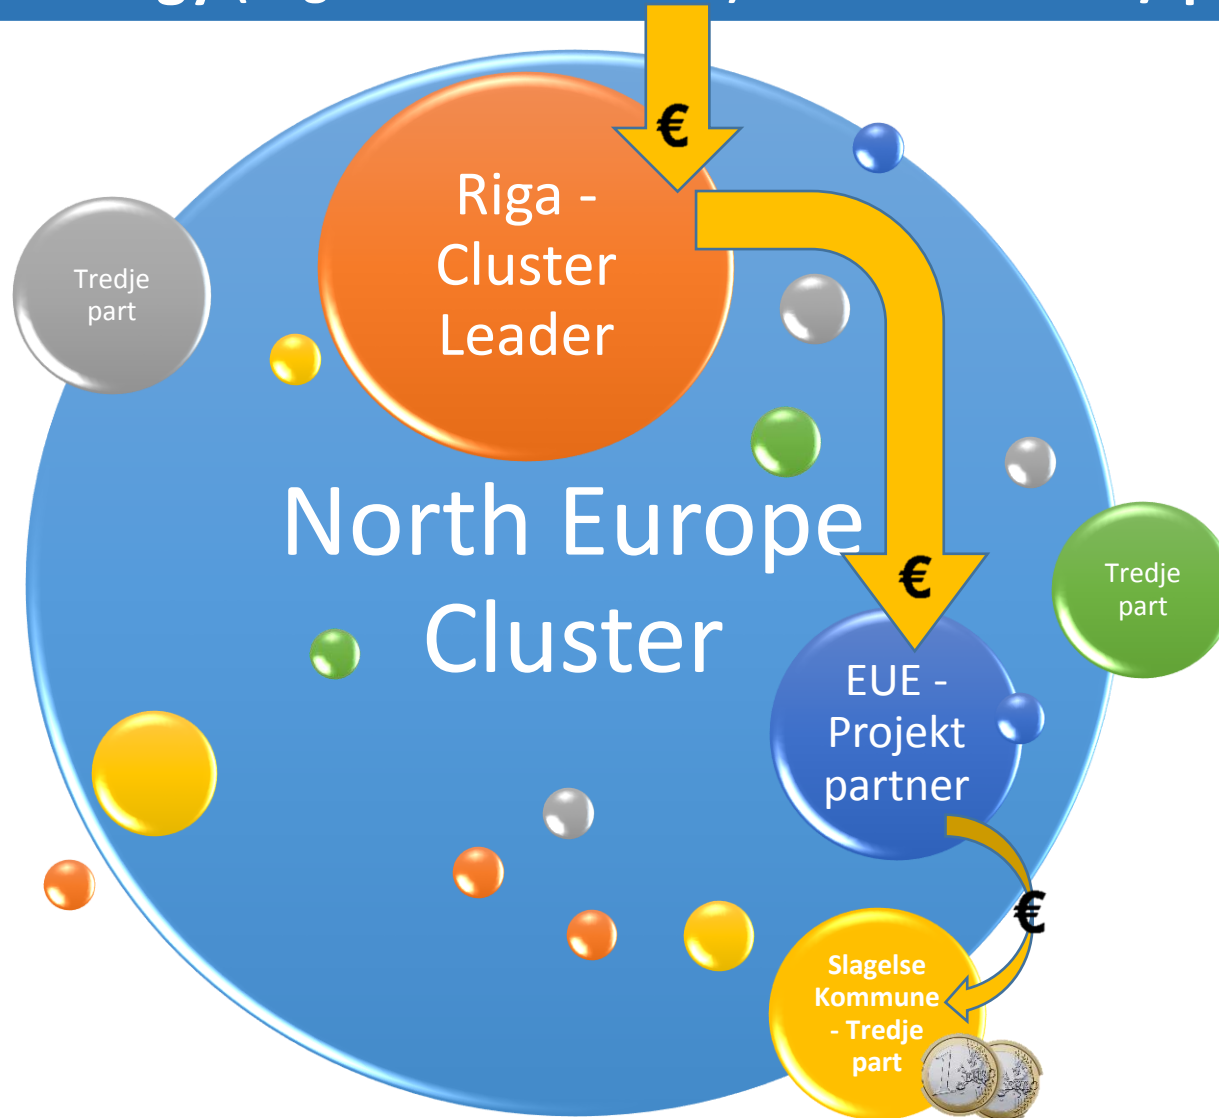 €
Riga -
Cluster
Leader
Tredje
part
North Europe
Cluster
€
Tredje
part
EUE -
Projekt
partner
€
Slagelse
Kommune
- Tredje
part